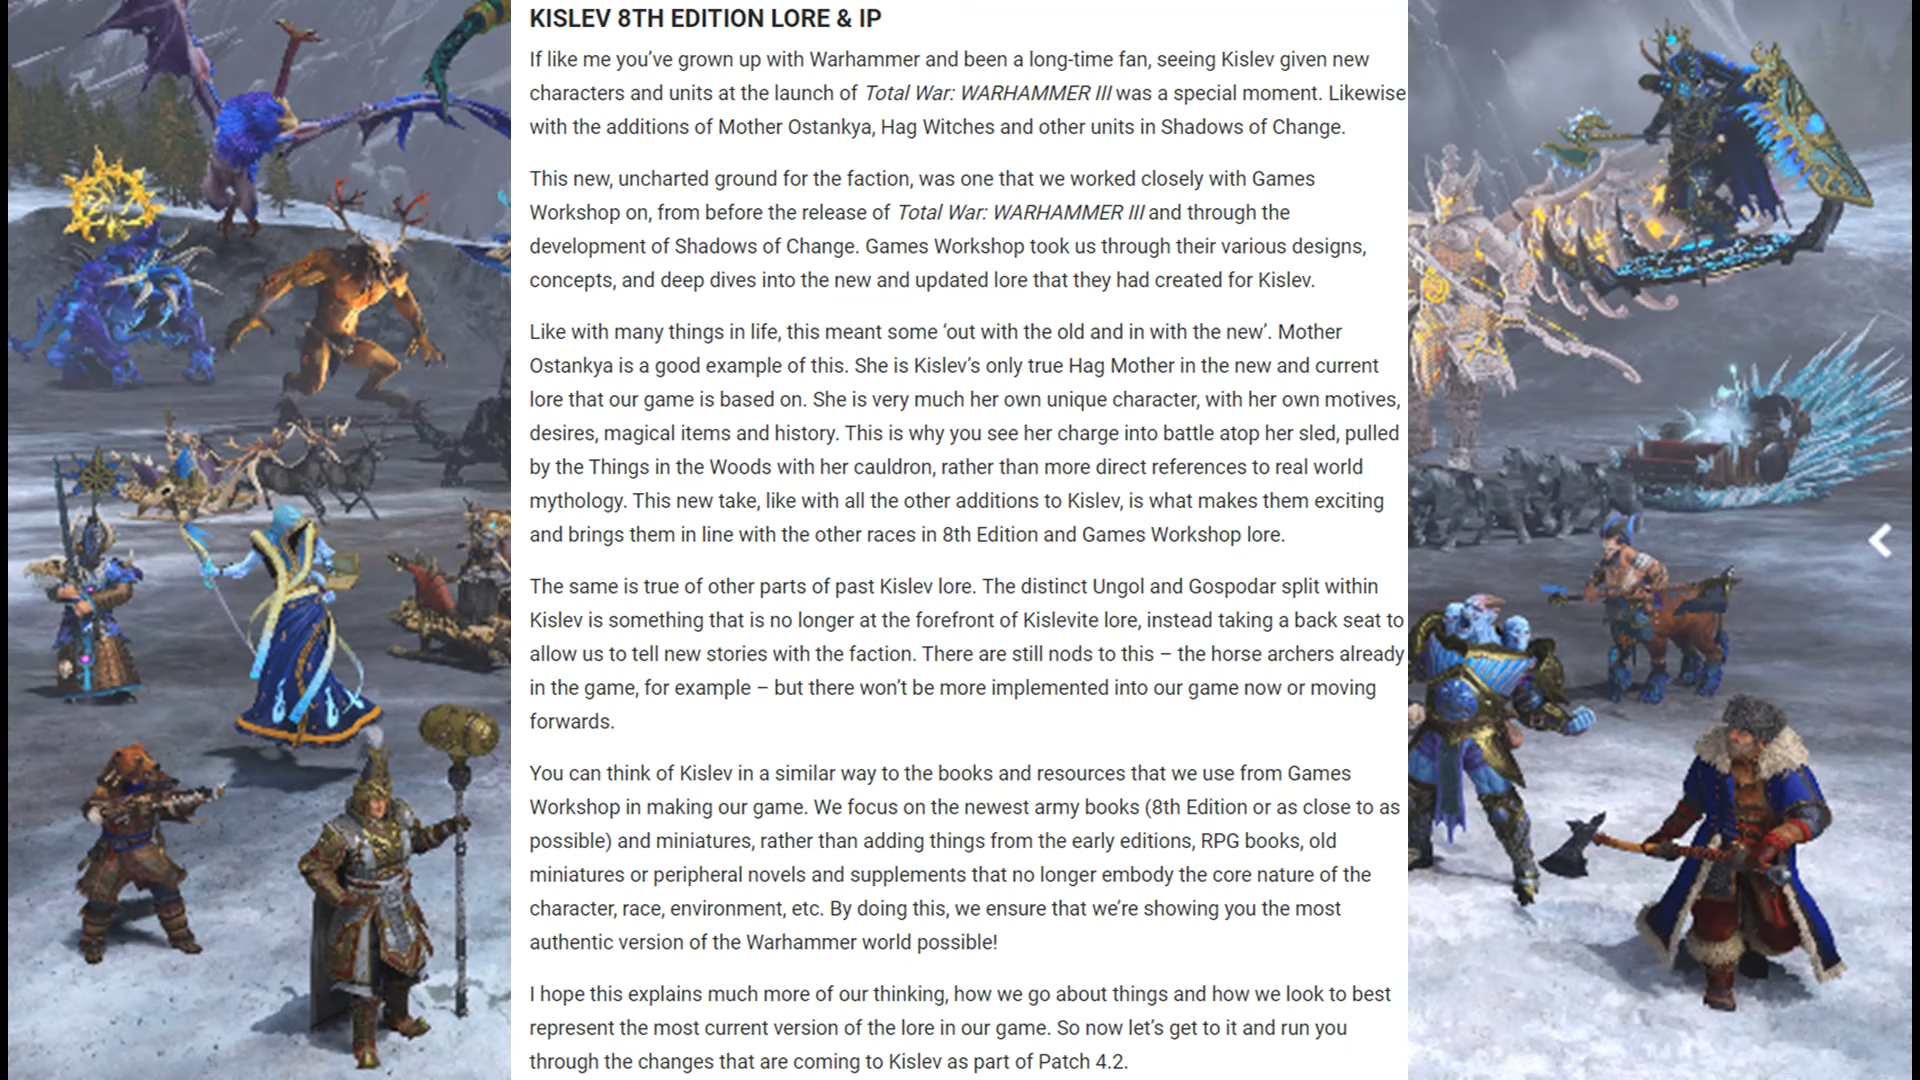 KISLEV 8TH EDITION LORE & IP
If like me you’ve grown up with Warhammer and been a long-time fan, seeing Kislev given new
characters and units at the launch of Total War: WARHAMMER III was a special moment. Likewise
with the additions of Mother Ostankya, Hag Witches and other units in Shadows of Change.
This new, uncharted ground for the faction, was one that we worked closely with Games
Workshop on, from before the release of Total War: WARHAMMER III and through the
development of Shadows of Change. Games Workshop took us through their various designs,
concepts, and deep dives into the new and updated lore that they had created for Kislev.
Like with many things in life, this meant some ‘out with the old and in with the new’. Mother
Ostankya is a good example of this. She is Kislev’s only true Hag Mother in the new and current
lore that our game is based on. She is very much her own unique character, with her own motives,
desires, magical items and history. This is why you see her charge into battle atop her sled, pulled
by the Things in the Woods with her cauldron, rather than more direct references to real world
mythology. This new take, like with all the other additions to Kislev, is what makes them exciting
and brings them in line with the other races in 8th Edition and Games Workshop lore.
The same is true of other parts of past Kislev lore. The distinct Ungol and Gospodar split within
Kislev is something that is no longer at the forefront of Kislevite lore, instead taking a back seat to
allow us to tell new stories with the faction. There are still nods to this – the horse archers already
in the game, for example – but there won’t be more implemented into our game now or moving
forwards.
You can think of Kislev in a similar way to the books and resources that we use from Games
Workshop in making our game. We focus on the newest army books (8th Edition or as close to as
possible) and miniatures, rather than adding things from the early editions, RPG books, old
miniatures or peripheral novels and supplements that no longer embody the core nature of the
character, race, environment, etc. By doing this, we ensure that we’re showing you the most
authentic version of the Warhammer world possible!
I hope this explains much more of our thinking, how we go about things and how we look to best
represent the most current version of the lore in our game. So now let’s get to it and run you
through the changes that are coming to Kislev as part of Patch 4.2.